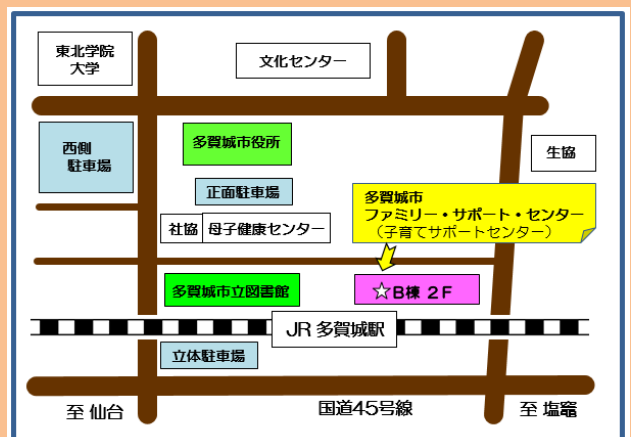 東北学院
大学
文化センター
西側
駐車場
多賀城市役所
生協
正面駐車場
多賀城市
ファミリー・サポート・センター
（子育てサポートセンター）
社協
母子健康センター
多賀城市立図書館
☆B棟 2F
JR 多賀城駅
立体駐車場
至 仙台
国道45号線
至 塩竈